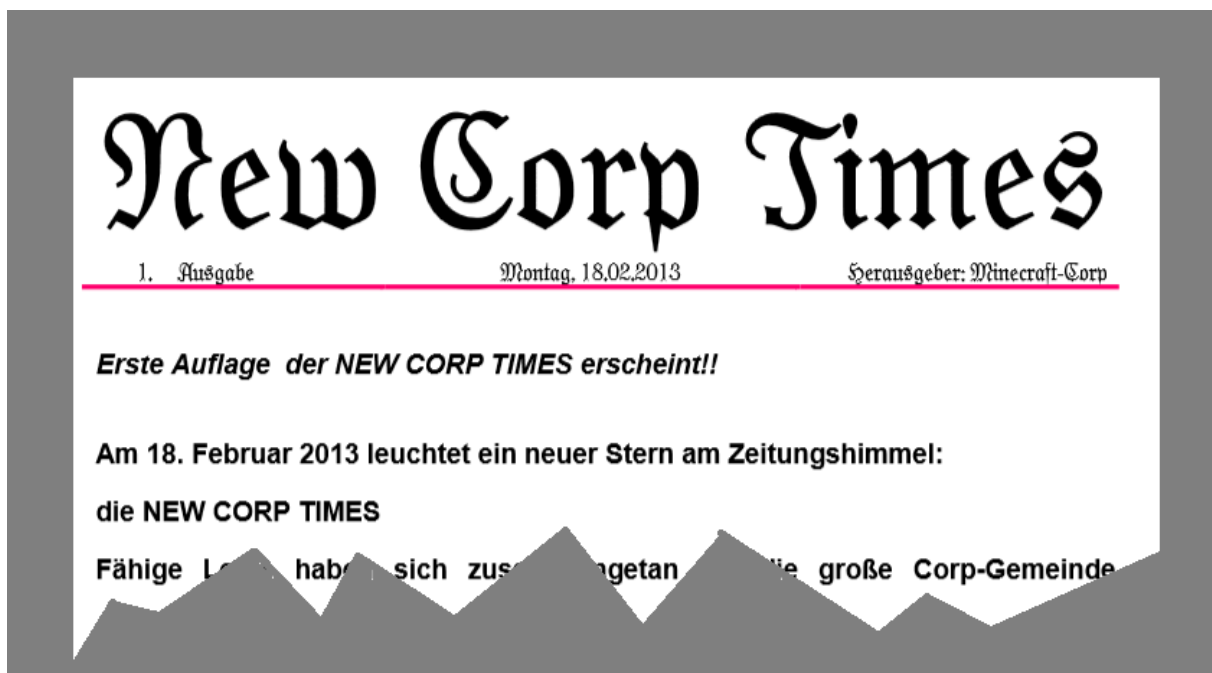 New Corp Times
1. Ausgabe Montag, 18.02.2013 Herausgeber: Minecraft-Corp
Erste Auflage der NEW CORP TIMES erscheint!!
Am 18. Februar 2013 leuchtet ein neuer Stern am Zeitungshimmel:
die NEW CORP TIMES
Fähige sich große Corp-Gemeinde